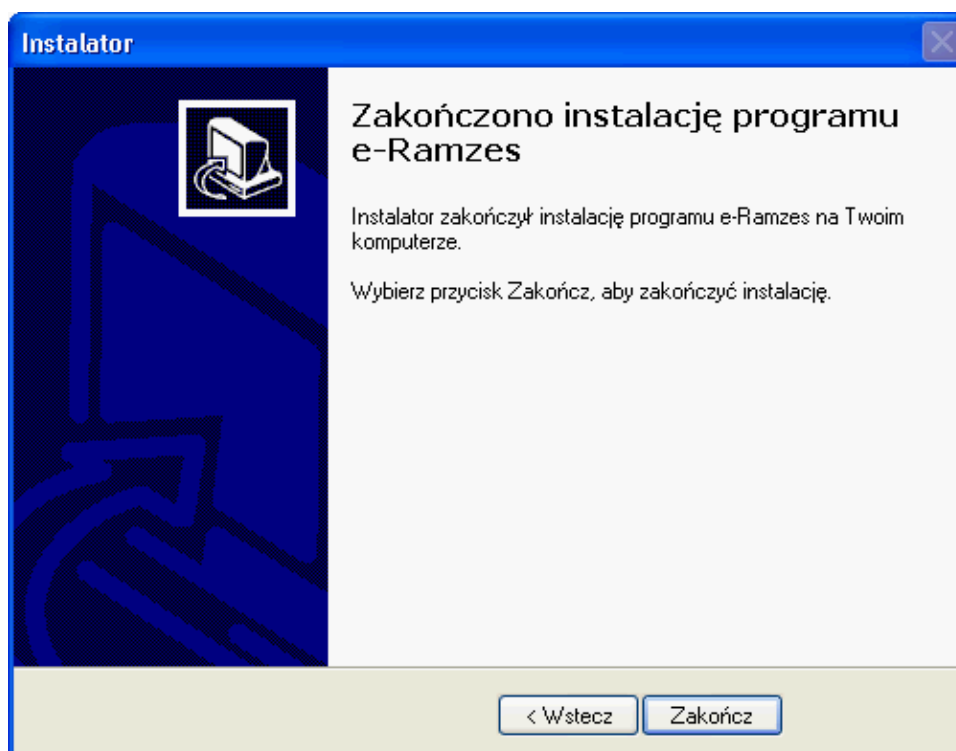 Instalator
Zakończono instalację programu
e-Ramzes
Instalator zakończył instalację programu e-Ramzes na Twoim
komputerze.
Wybierz przycisk Zakończ, aby zakończyć instalację.
< Wstecz
Zakończ